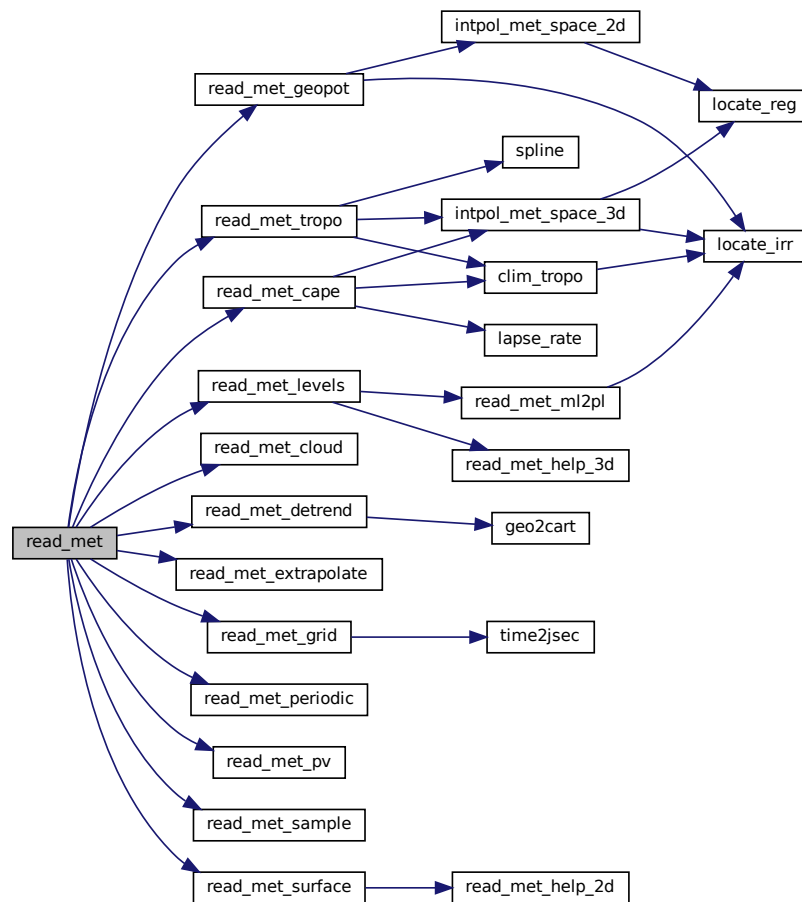 intpol_met_space_2d
read_met_geopot
locate_reg
spline
read_met_tropo
intpol_met_space_3d
locate_irr
clim_tropo
read_met_cape
lapse_rate
read_met_levels
read_met_ml2pl
read_met_cloud
read_met_help_3d
read_met_detrend
geo2cart
read_met
read_met_extrapolate
read_met_grid
time2jsec
read_met_periodic
read_met_pv
read_met_sample
read_met_surface
read_met_help_2d